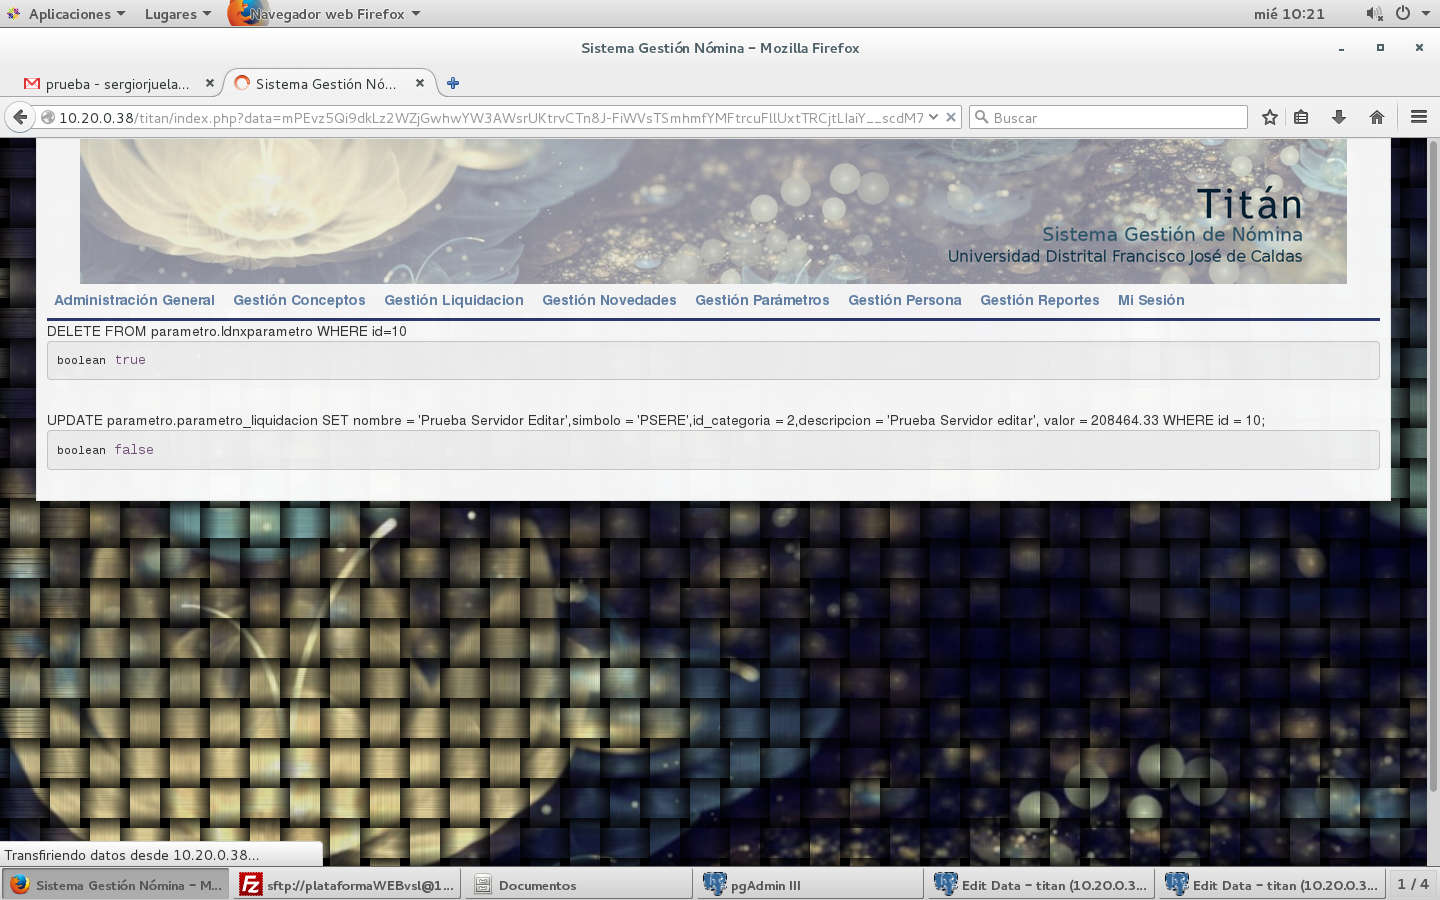 Aplicaciones Lugares Navegador web Firefox mié 10:21
Sistema Gestión Nómina - Mozilla Firefox
prueba - sergiorjuela... Sistema Gestión Nó...
10.20.0.38/titan/index.php?data=mPEvz5Qi9dkLz2WZjGwhwYW3AWsrUKtrvCTn8J-FiWVsTSmhmfYMFtrcuFllUxtTRCjtLIaiY__scdM7 Buscar
Titán
Sistema Gestión de Nómina
Universidad Distrital Francisco José de Caldas
Administración General Gestión Conceptos Gestión Liquidacion Gestión Novedades Gestión Parámetros Gestión Persona Gestión Reportes Mi Sesión
DELETE FROM parametro.ldnxparametro WHERE id=10
boolean true
UPDATE parametro.parametro_liquidacion SET nombre = 'Prueba Servidor Editar',simbolo = 'PSERE',id_categoria = 2,descripcion = 'Prueba Servidor editar', valor = 208464.33 WHERE id = 10;
boolean false
Transfiriendo datos desde 10.20.0.38...
Sistema Gestión Nómina - M... sftp://plataformaWEBvsl@1... Documentos pgAdmin III Edit Data - titan (10.20.0.3... Edit Data - titan (10.20.0.3... 1 / 4